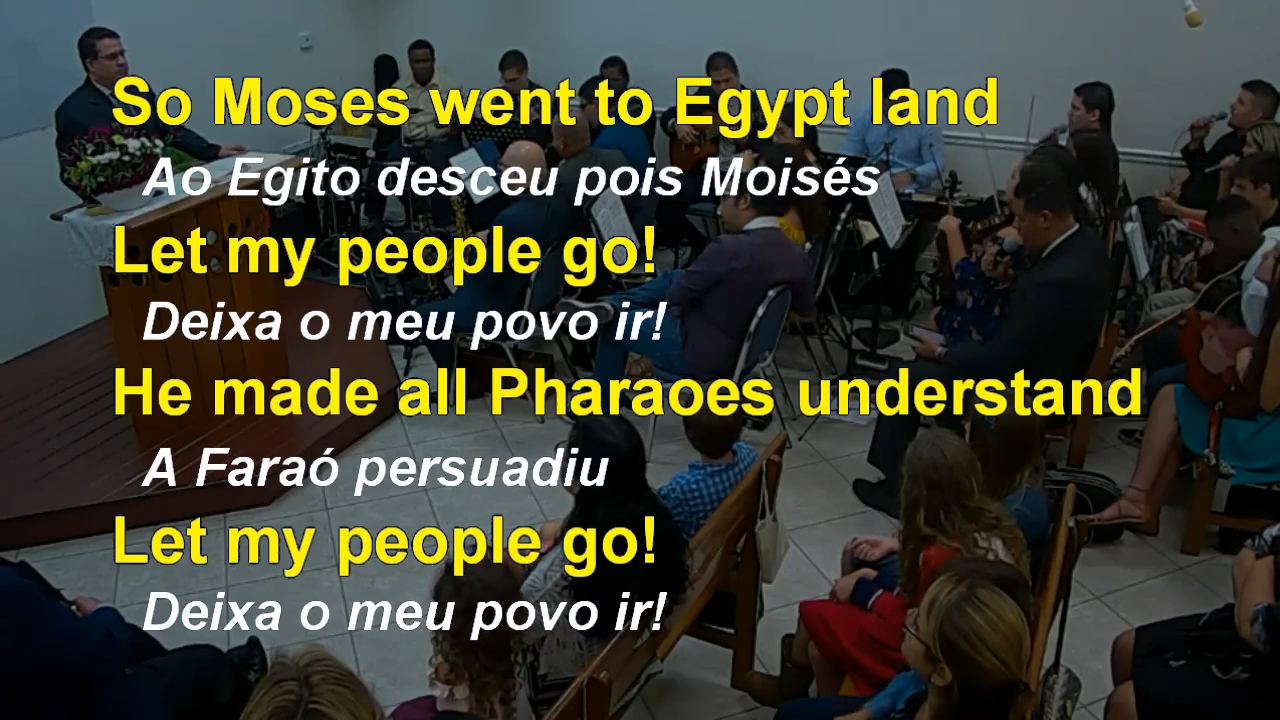 So Moses went to Egypt land
Ao Egito desceu pois Moisés
Let my people go!
Deixa o meu povo ir!
He made all Pharaoes understand
A Faraó persuadiu
Let my people go!
Deixa o meu povo ir!